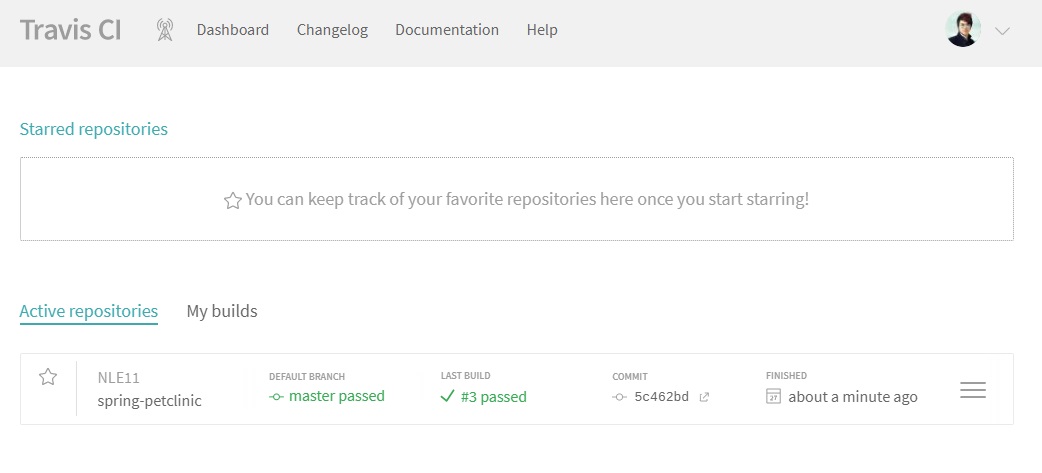 Travis CI Dashboard Changelog Documentation Help
Starred repositories
You can keep track of your favorite repositories here once you start starring!
Active repositories My builds
NLE11 DEFAULT BRANCH LAST BUILD COMMIT FINISHED
spring-petclinic master passed #3 passed 5c462bd 27 about a minute ago